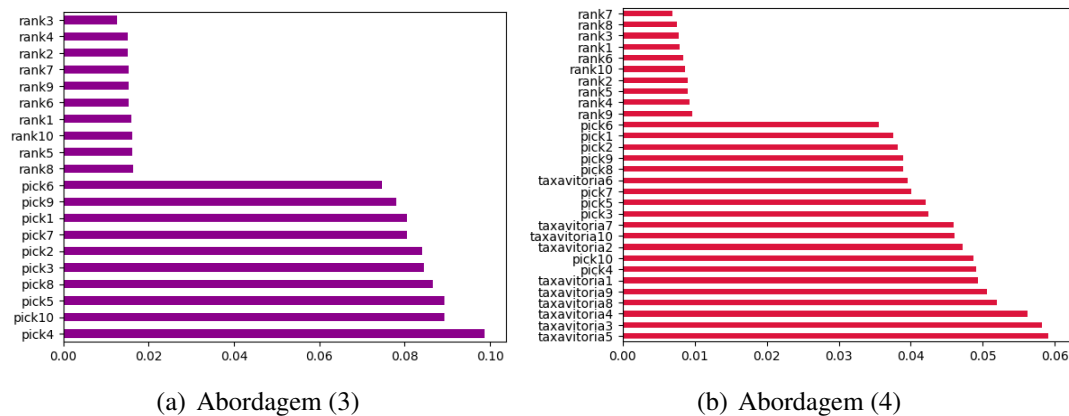 rank3
rank4
rank2
rank7
rank9
rank6
rank1
rank10
rank5
rank8
pick6
pick9
pick1
pick7
pick2
pick3
pick8
pick5
pick10
pick4
0.00 0.02 0.04 0.06 0.08 0.10
(a) Abordagem (3)
rank7
rank8
rank3
rank1
rank6
rank10
rank2
rank5
rank4
rank9
pick6
pick1
pick2
pick9
pick8
taxavitoria6
pick7
pick5
pick3
taxavitoria7
taxavitoria10
taxavitoria2
pick10
pick4
taxavitoria1
taxavitoria9
taxavitoria8
taxavitoria4
taxavitoria3
taxavitoria5
0.00 0.01 0.02 0.03 0.04 0.05 0.06
(b) Abordagem (4)